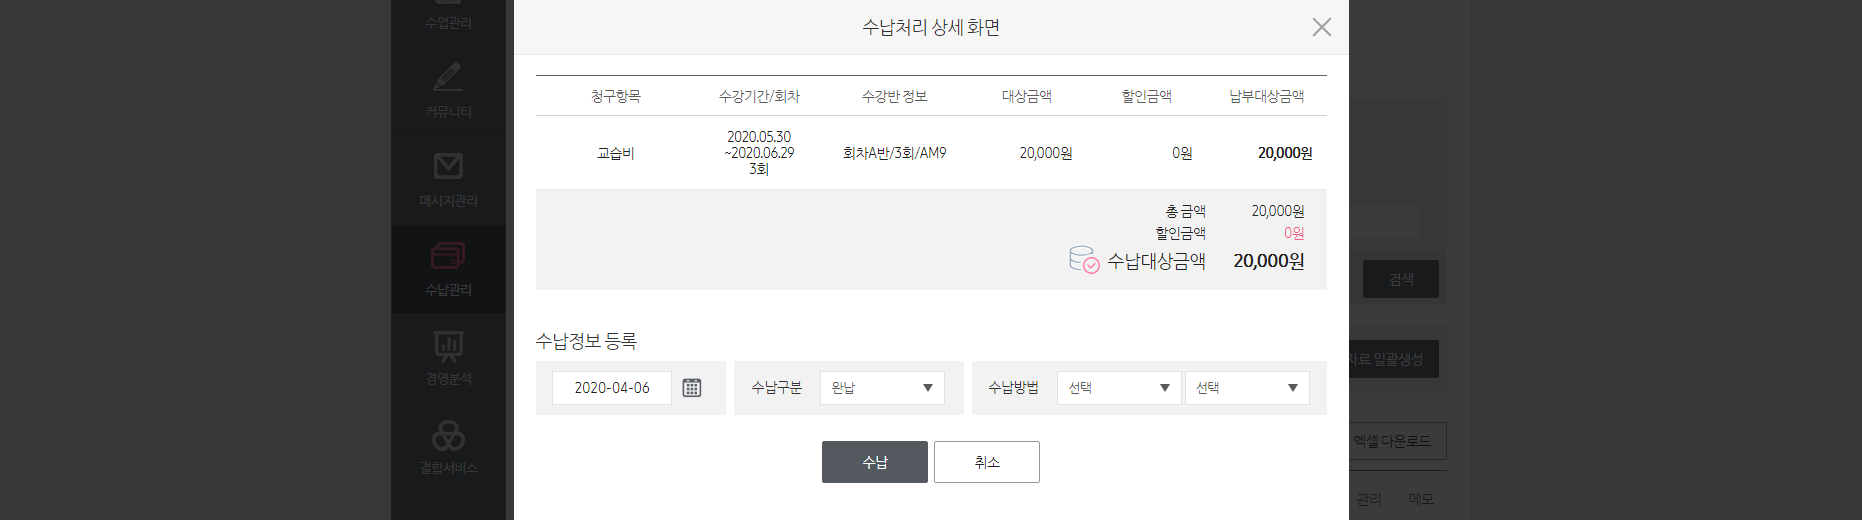 수업관리
커뮤니티
메시지관리
수납관리
경영분석
결합서비스
수납처리 상세 화면
청구항목 수강기간/회차 수강반 정보 대상금액 할인금액 납부대상금액
교습비 2020.05.30 ~2020.06.29 3회 회차A반/3회/AM9 20,000원 0원 20,000원
총 금액 20,000원
할인금액 0원
수납대상금액 20,000원
수납정보 등록
2020-04-06 수납구분 완납 수납방법 선택 선택
수납 취소
검색
자료 일괄생성
엑셀 다운로드
관리 메모